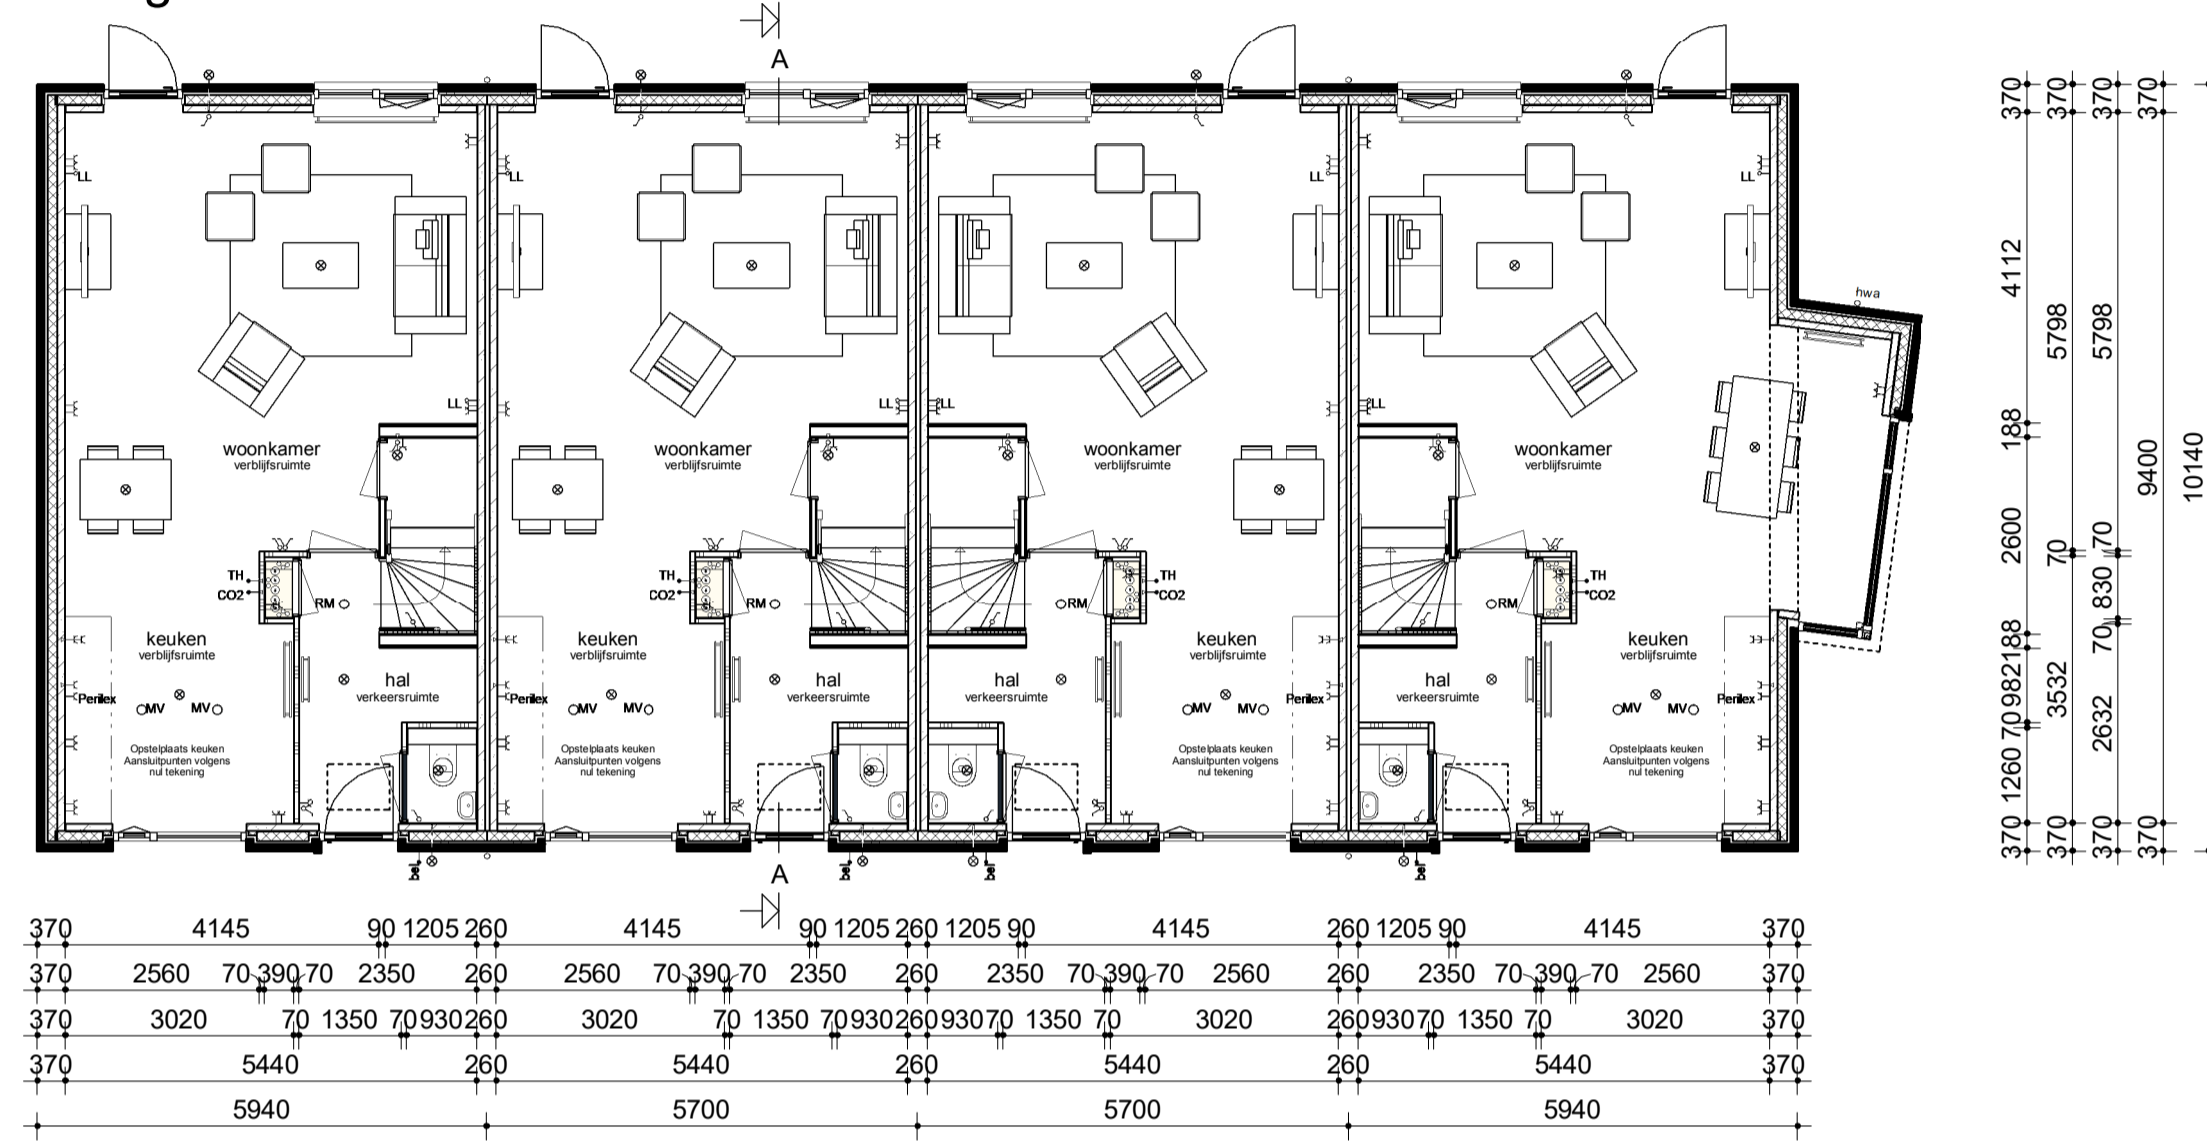 A
hwa
LL LL LL LL
LL LL LL LL
woonkamer woonkamer woonkamer woonkamer
verblijfsruimte verblijfsruimte verblijfsruimte verblijfsruimte
TH TH TH TH
CO2 CO2 CO2 CO2
RM RM RM RM
keuken keuken keuken keuken
verblijfsruimte verblijfsruimte verblijfsruimte verblijfsruimte
hal hal hal hal
verkeersruimte verkeersruimte verkeersruimte verkeersruimte
Perilex Perilex Perilex Perilex
MV MV MV MV MV MV MV MV
Opstelplaats keuken Opstelplaats keuken Opstelplaats keuken Opstelplaats keuken
Aansluitpunten volgens Aansluitpunten volgens Aansluitpunten volgens Aansluitpunten volgens
nul tekening nul tekening nul tekening nul tekening
bel bel bel bel
A
370 4145 90 1205 260 4145 90 1205 260 1205 90 4145 260 1205 90 4145 370
370 2560 70 390 70 2350 260 2560 70 390 70 2350 260 2350 70 390 70 2560 260 2350 70 390 70 2560 370
370 3020 70 1350 70 930 260 3020 70 1350 70 930 260 930 70 1350 70 3020 260 930 70 1350 70 3020 370
370 5440 260 5440 260 5440 260 5440 370
5940 5700 5700 5940
370 1260 70 982 188 2600 188 4112 370
370 3532 70 5798 370
370 2632 70 830 70 5798 370
370 9400 370
10140